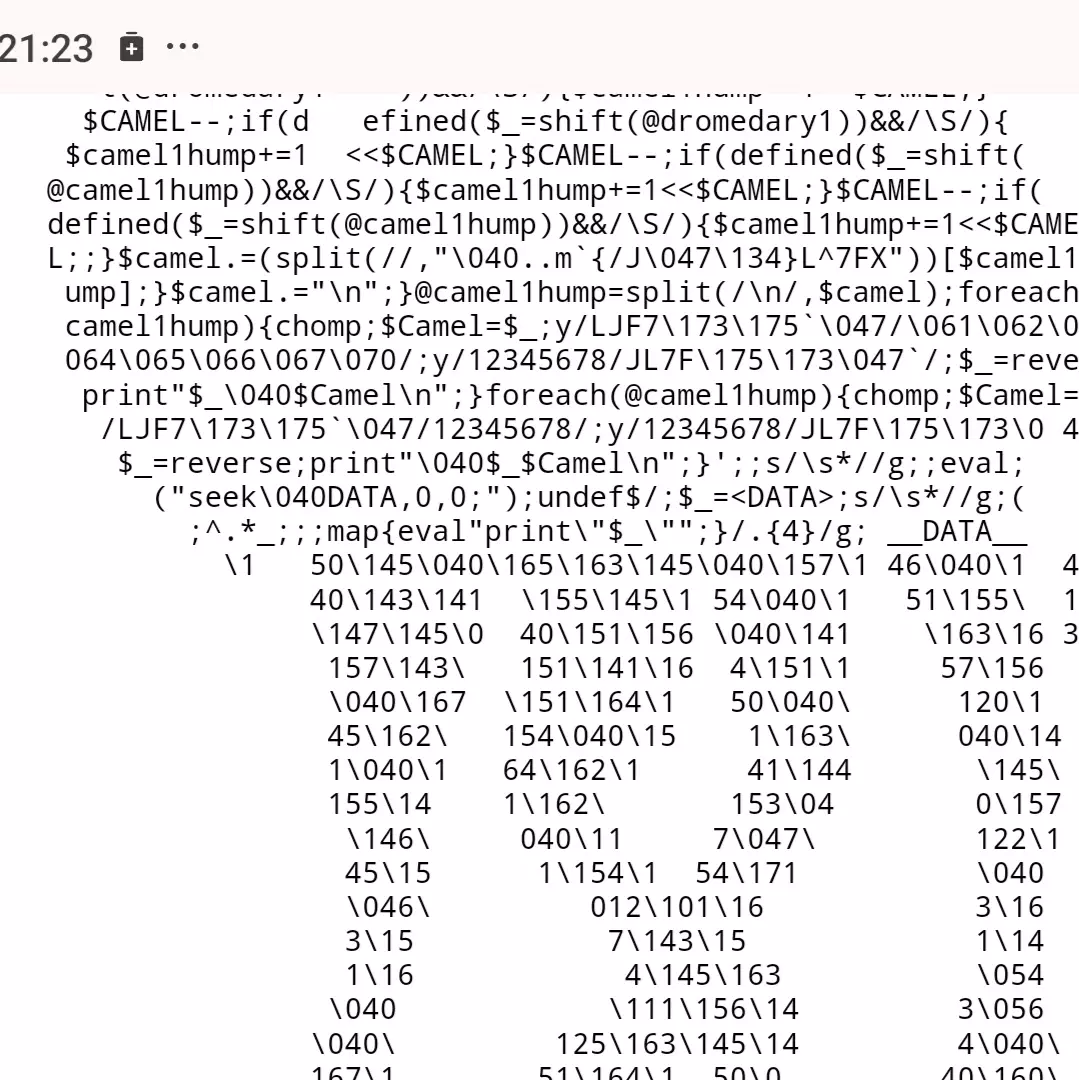 21:23 ···
$CAMEL--;if(d   efined($_=shift(@dromedary1))&&/\S/){
$camel1hump+=1  <<$CAMEL;}$CAMEL--;if(defined($_=shift(
@camel1hump))&&/\S/){$camel1hump+=1<<$CAMEL;}$CAMEL--;if(
defined($_=shift(@camel1hump))&&/\S/){$camel1hump+=1<<$CAME
L;;}$camel.=(split(//,"\040..m`{/J\047\134}L^7FX"))[$camel1
ump];}$camel.="\n";}@camel1hump=split(/\n/,$camel);foreach
camel1hump){chomp;$Camel=$_;y/LJF7\173\175`\047/\061\062\0
064\065\066\067\070/;y/12345678/JL7F\175\173\047`/;$_=reve
print"$_\040$Camel\n";}foreach(@camel1hump){chomp;$Camel=
/LJF7\173\175`\047/12345678/;y/12345678/JL7F\175\173\0 4
$_=reverse;print"\040$_$Camel\n";}';;s/\s*//g;;eval;
("seek\040DATA,0,0;");undef$/;$_=<DATA>;s/\s*//g;(
;^.*_;;;map{eval"print\"$_\"";}/.{4}/g; __DATA__
\1   50\145\040\165\163\145\040\157\1 46\040\1  4
40\143\141  \155\145\1 54\040\1   51\155\  1
\147\145\0  40\151\156 \040\141    \163\16 3
157\143\   151\141\16  4\151\1     57\156
\040\167  \151\164\1   50\040\      120\1
45\162\   154\040\15    1\163\      040\14
1\040\1   64\162\1      41\144       \145\
155\14    1\162\       153\04        0\157
\146\     040\11     7\047\         122\1
45\15      1\154\1  54\171          \040
\046\         012\101\16            3\16
3\15           7\143\15             1\14
1\16            4\145\163           \054
\040            \111\156\14         3\056
\040\         125\163\145\14         4\040\
167\1        51\164\1  50\0         40\160\